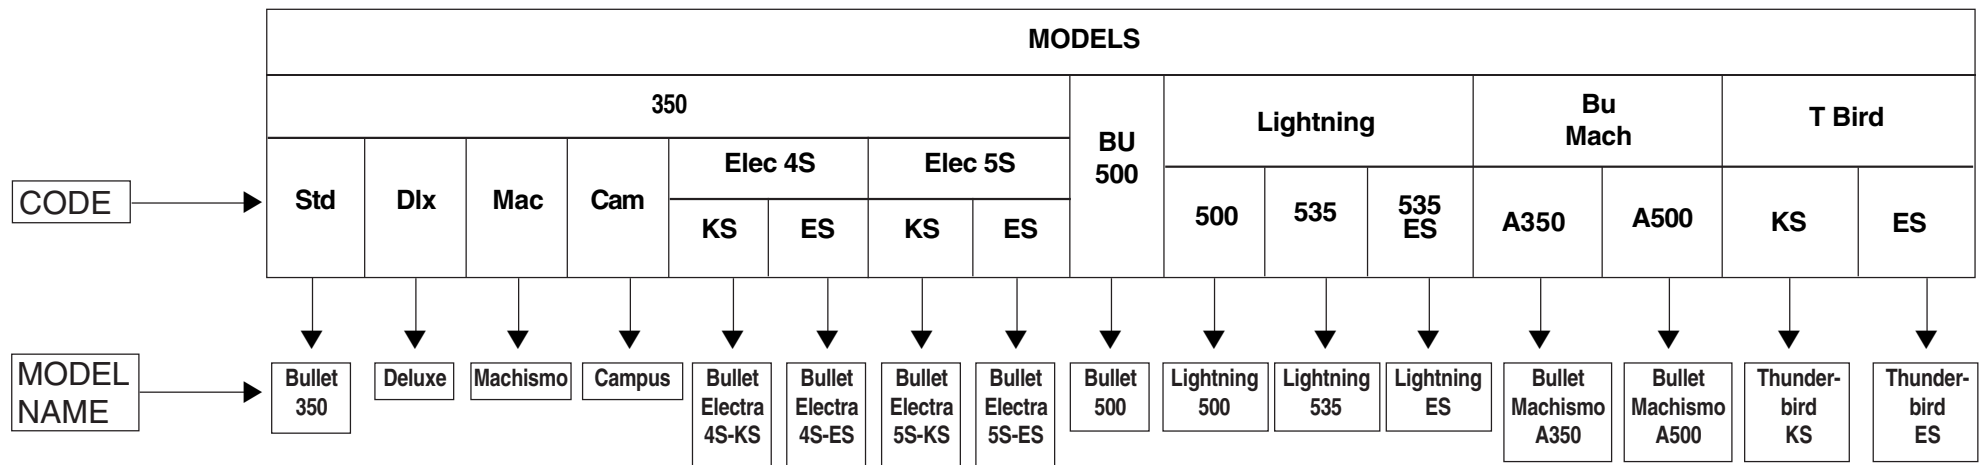 MODELS
350
BU
500
Lightning
Bu
Mach
T Bird
Elec 4S
Elec 5S
CODE
Std
Dlx
Mac
Cam
KS
ES
KS
ES
500
535
535
ES
A350
A500
KS
ES
MODEL
NAME
Bullet
350
Deluxe
Machismo
Campus
Bullet
Electra
4S-KS
Bullet
Electra
4S-ES
Bullet
Electra
5S-KS
Bullet
Electra
5S-ES
Bullet
500
Lightning
500
Lightning
535
Lightning
ES
Bullet
Machismo
A350
Bullet
Machismo
A500
Thunder-
bird
KS
Thunder-
bird
ES